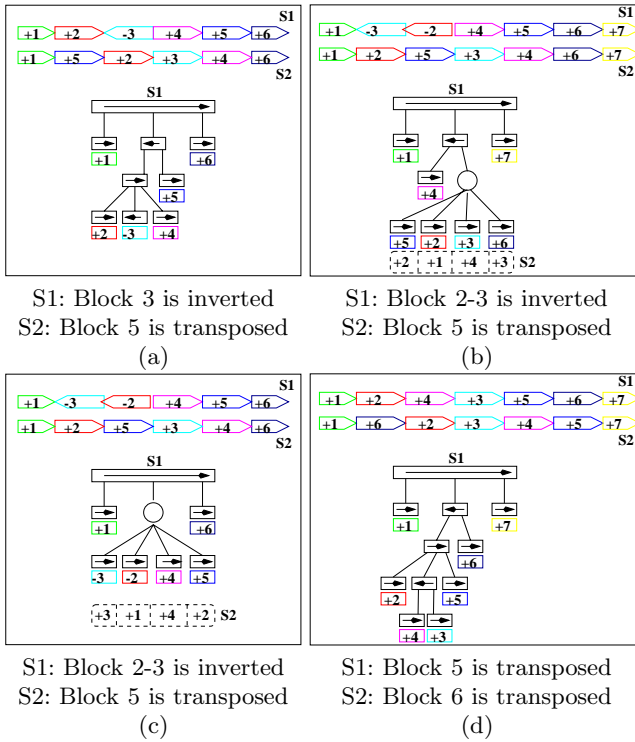 S1
+1 +2 -3 +4 +5 +6
+1 +5 +2 +3 +4 +6
S2
S1
+1 +6
+5
+2 -3 +4
S1: Block 3 is inverted
S2: Block 5 is transposed
(a)
S1
+1 -3 -2 +4 +5 +6 +7
+1 +2 +5 +3 +4 +6 +7
S2
S1
+1 +7
+4
+5 +2 +3 +6
+2 +1 +4 +3 S2
S1: Block 2-3 is inverted
S2: Block 5 is transposed
(b)
S1
+1 -3 -2 +4 +5 +6
+1 +2 +5 +3 +4 +6
S2
S1
+1 +6
-3 -2 +4 +5
+3 +1 +4 +2 S2
S1: Block 2-3 is inverted
S2: Block 5 is transposed
(c)
S1
+1 +2 +4 +3 +5 +6 +7
+1 +6 +2 +3 +4 +5 +7
S2
S1
+1 +7
+6
+2 +5
+4 +3
S1: Block 5 is transposed
S2: Block 6 is transposed
(d)